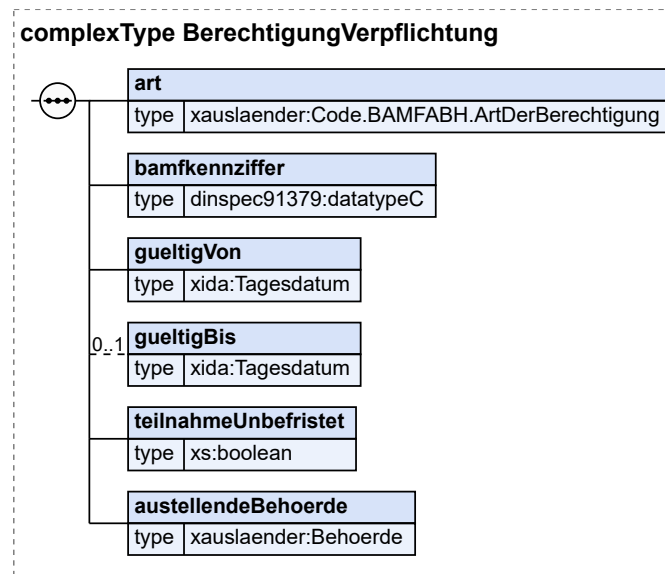 complexType BerechtigungVerpflichtung
art
type xauslaender:Code.BAMFABH.ArtDerBerechtigung
bamfkennziffer
type dinspec91379:datatypeC
gueltigVon
type xida:Tagesdatum
0..1 gueltigBis
type xida:Tagesdatum
teilnahmeUnbefristet
type xs:boolean
austellendeBehoerde
type xauslaender:Behoerde